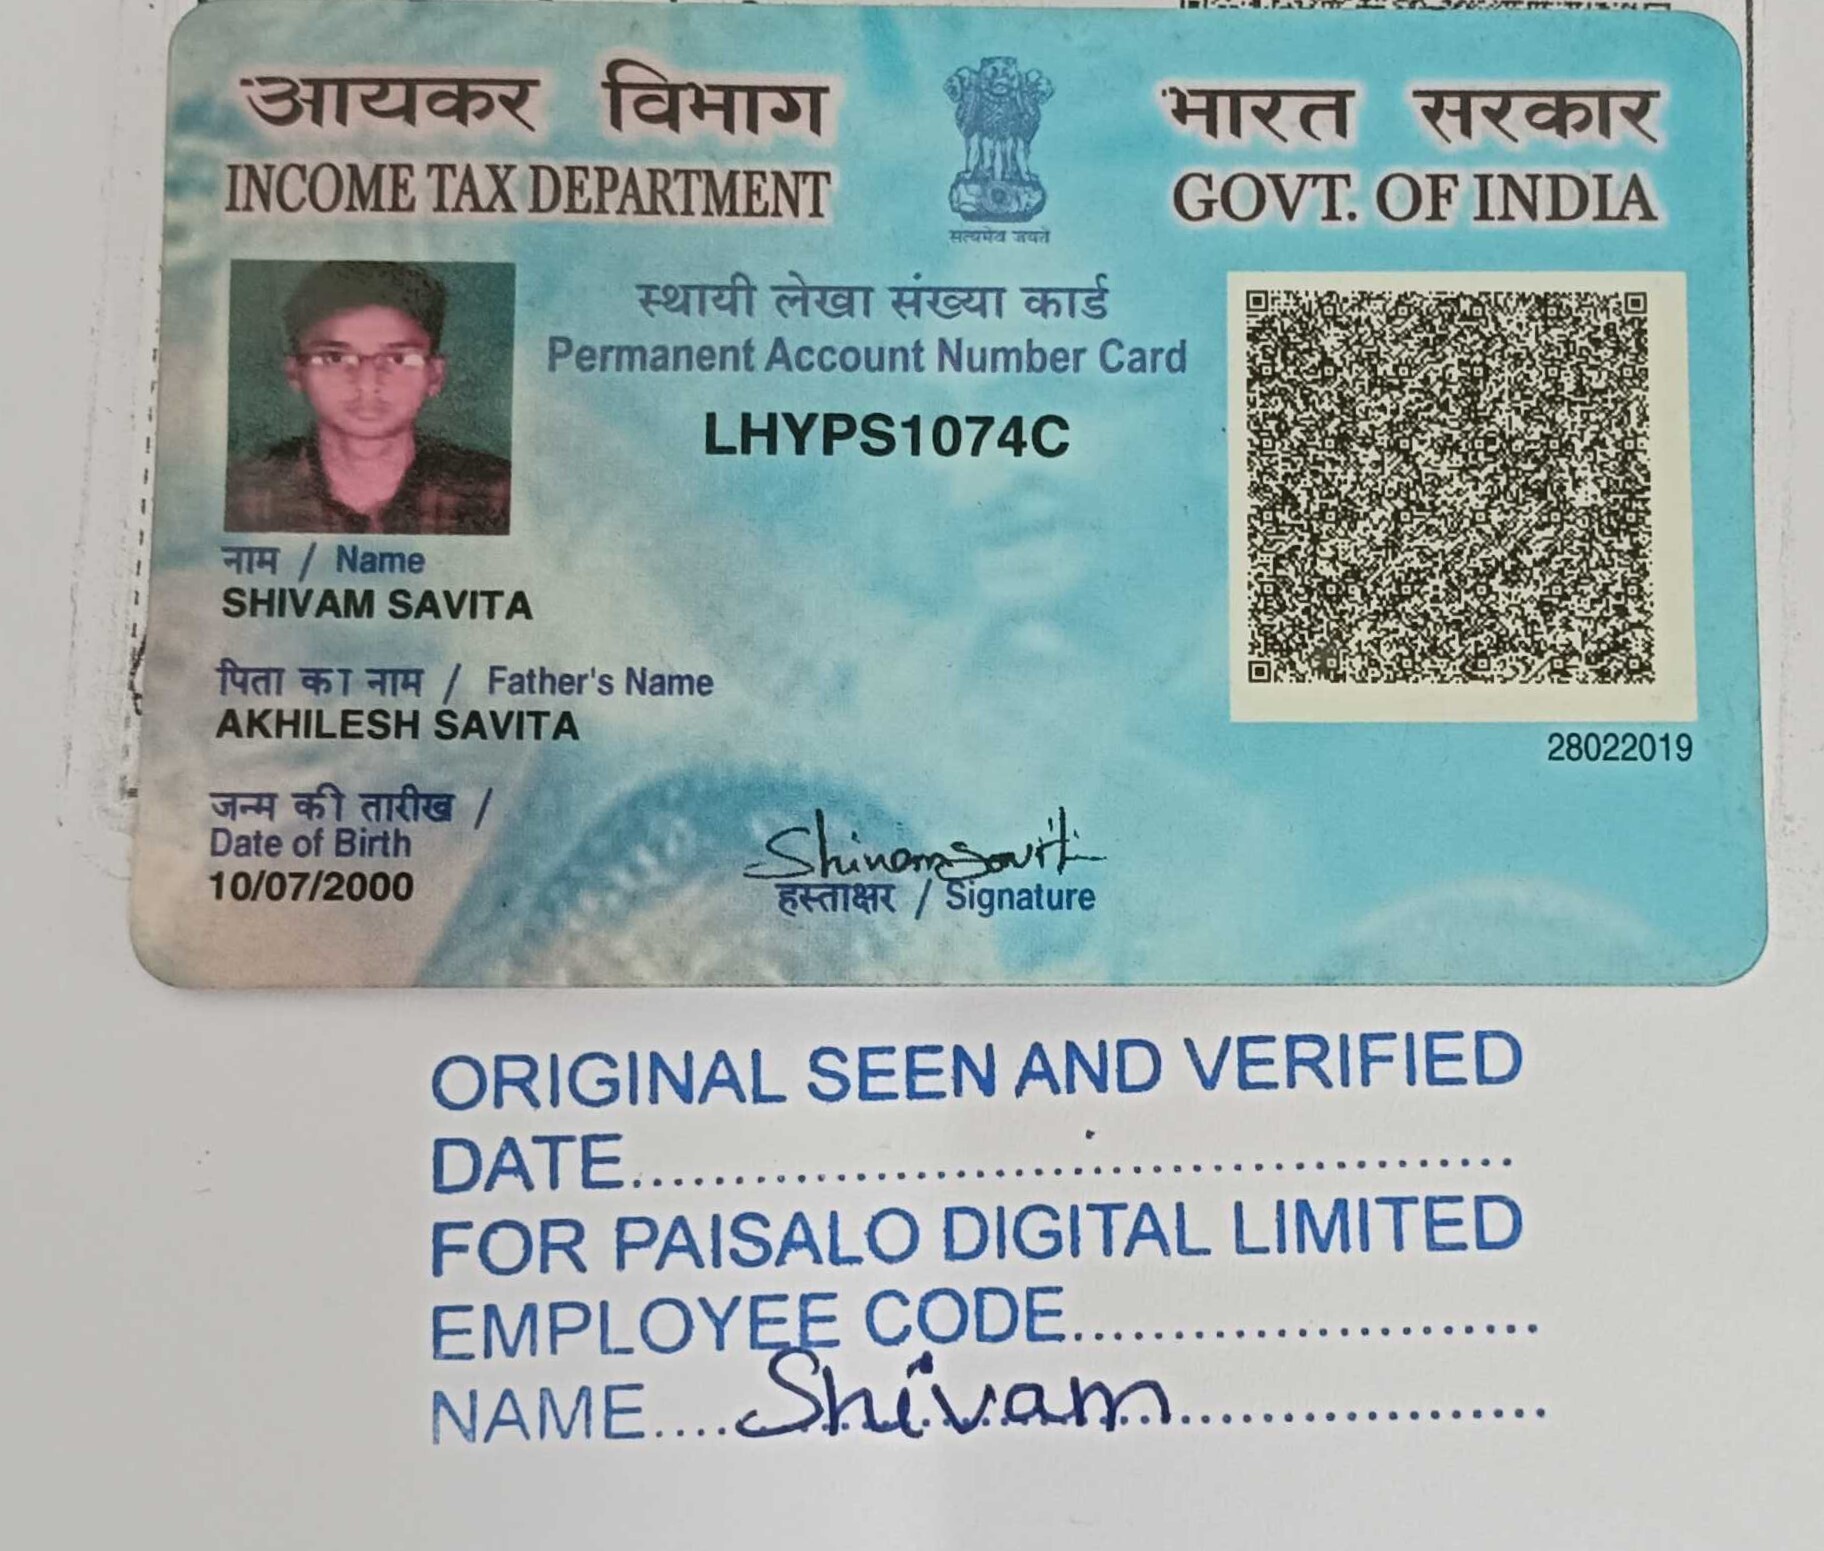 आयकर विभाग
INCOME TAX DEPARTMENT
सत्यमेव जयते
भारत सरकार
GOVT. OF INDIA
स्थायी लेखा संख्या कार्ड
Permanent Account Number Card
LHYPS1074C
नाम / Name
SHIVAM SAVITA
पिता का नाम / Father's Name
AKHILESH SAVITA
28022019
जन्म की तारीख /
Date of Birth
10/07/2000
Shivam Savita
हस्ताक्षर / Signature
ORIGINAL SEEN AND VERIFIED
DATE..............................................
FOR PAISALO DIGITAL LIMITED
EMPLOYEE CODE........................
NAME....Shivam....................